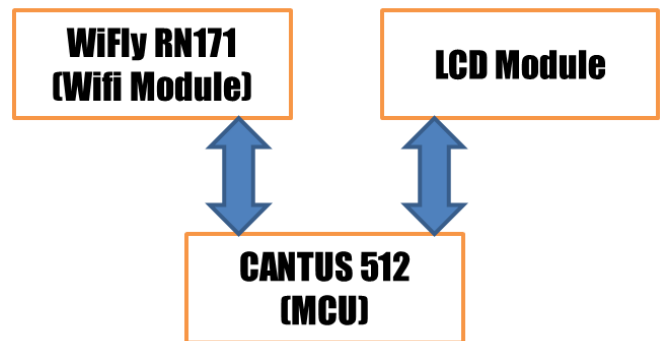 WiFly RN171
(Wifi Module)
LCD Module
CANTUS 512
(MCU)